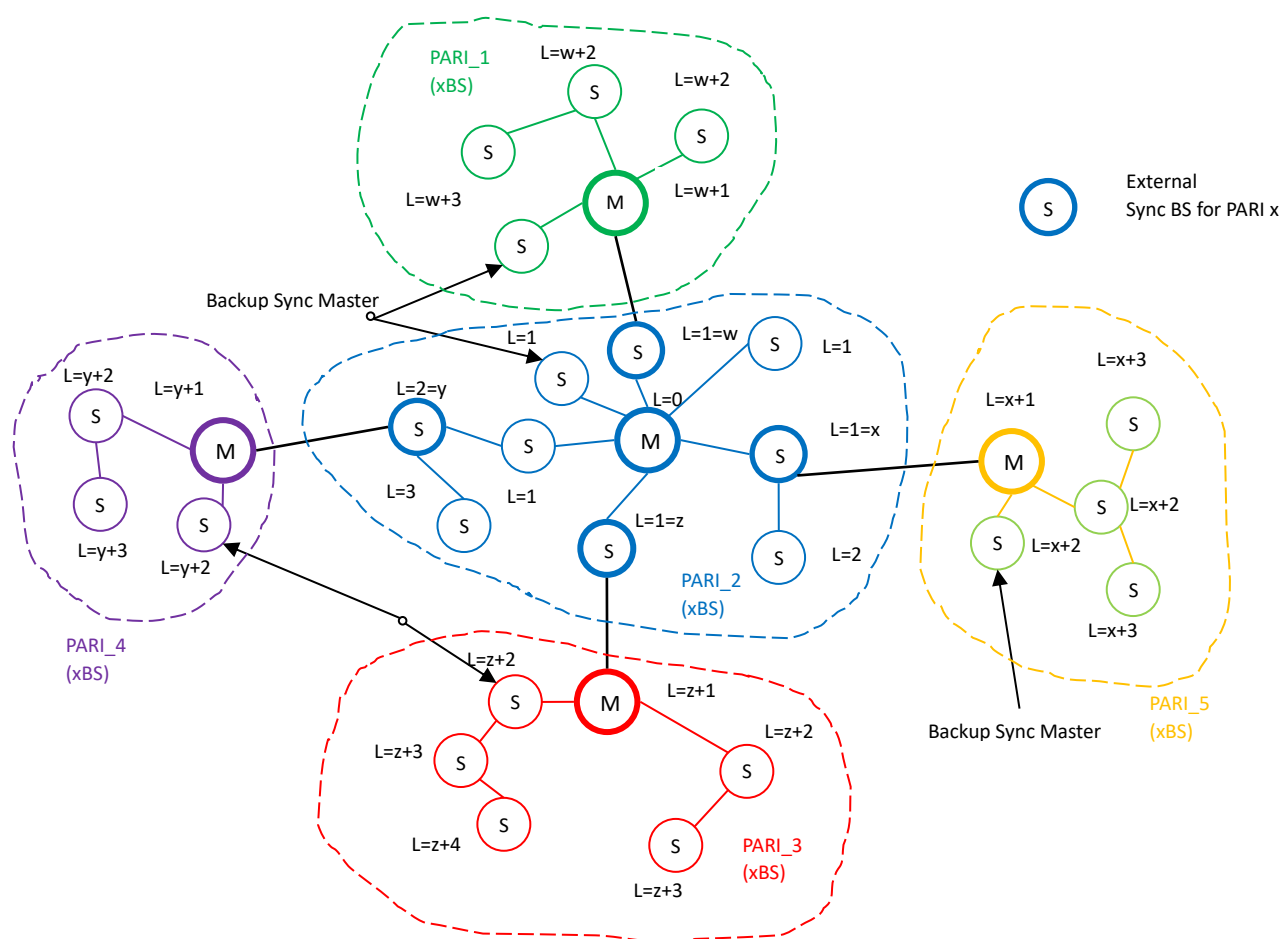 PARI_1
(xBS)
L=w+2
S
L=w+2
S
S
L=w+3
M
L=w+1
S
S
External
Sync BS for PARI x
Backup Sync Master
L=1
S
L=1=w
S
L=1
S
L=0
M
L=2=y
S
S
L=1
L=3
S
L=1=x
S
S
L=2
L=1=z
S
PARI_2
(xBS)
L=y+2
L=y+1
S
M
S
L=y+3
S
L=y+2
PARI_4
(xBS)
L=x+3
L=x+1
S
M
S
L=x+2
S
L=x+2
S
L=x+3
PARI_5
(xBS)
Backup Sync Master
L=z+2
S
M
L=z+1
L=z+2
S
L=z+3
S
S
L=z+4
S
L=z+3
PARI_3
(xBS)